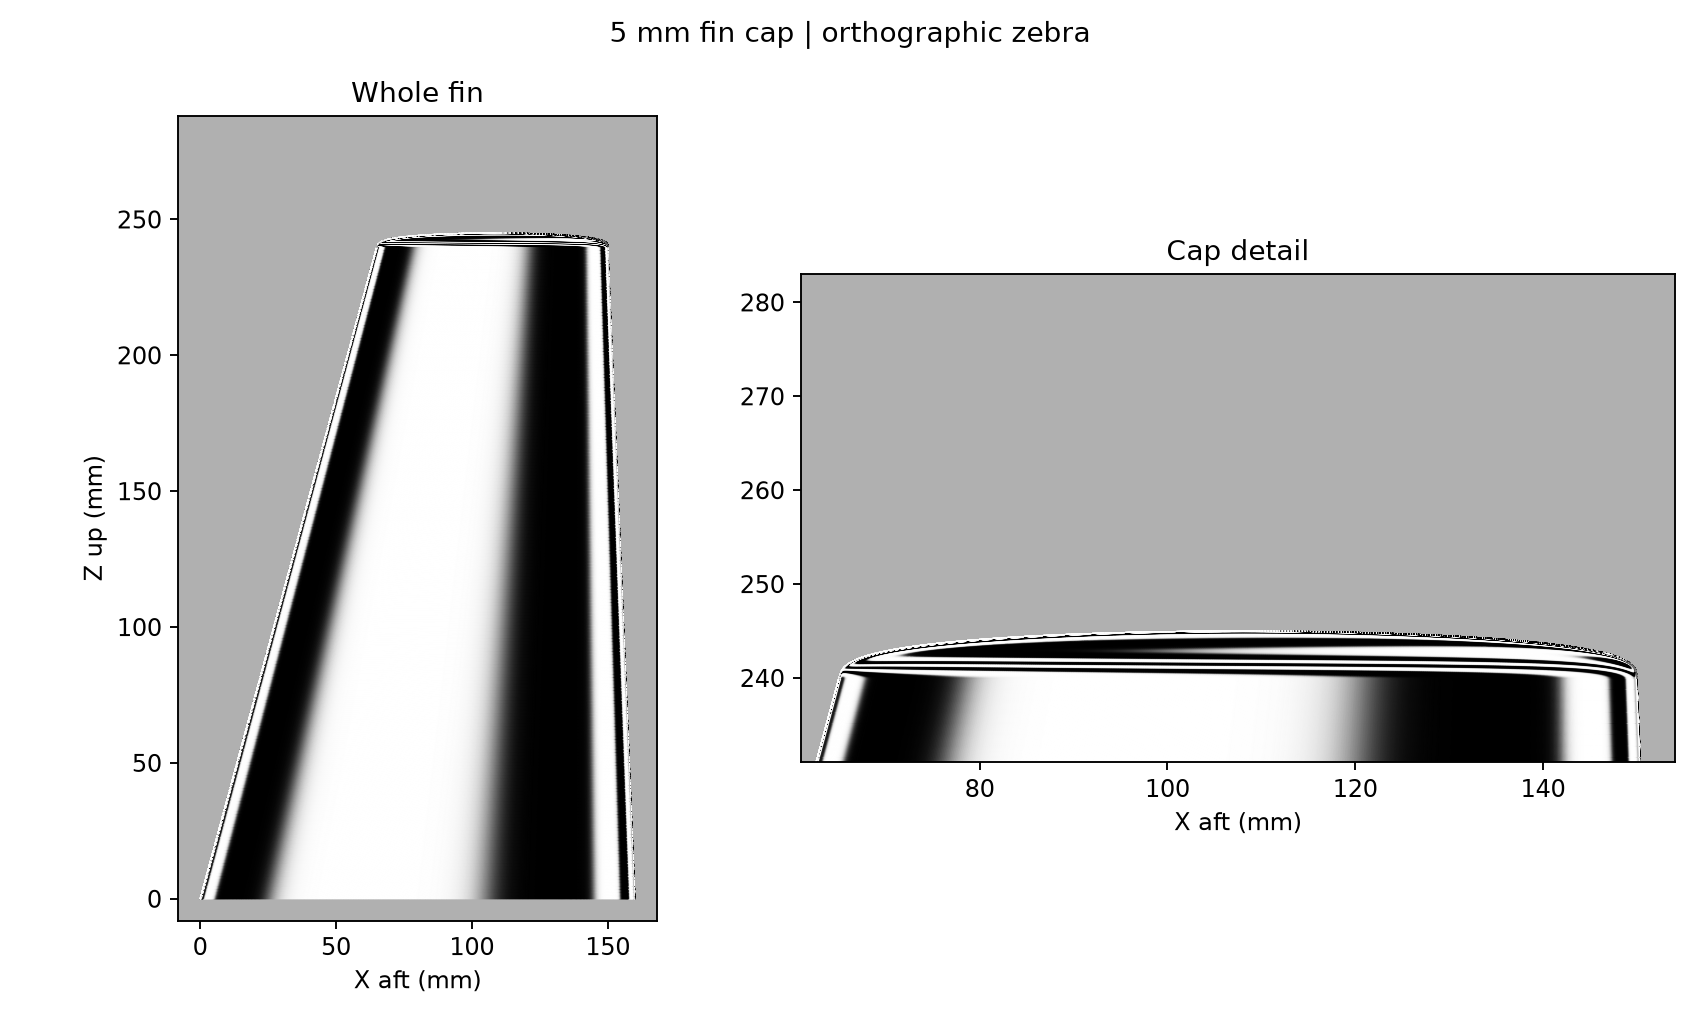 5 mm fin cap | orthographic zebra
Whole fin
250
200
150
100
50
0
Z up (mm)
0 50 100 150
X aft (mm)
Cap detail
280
270
260
250
240
80 100 120 140
X aft (mm)